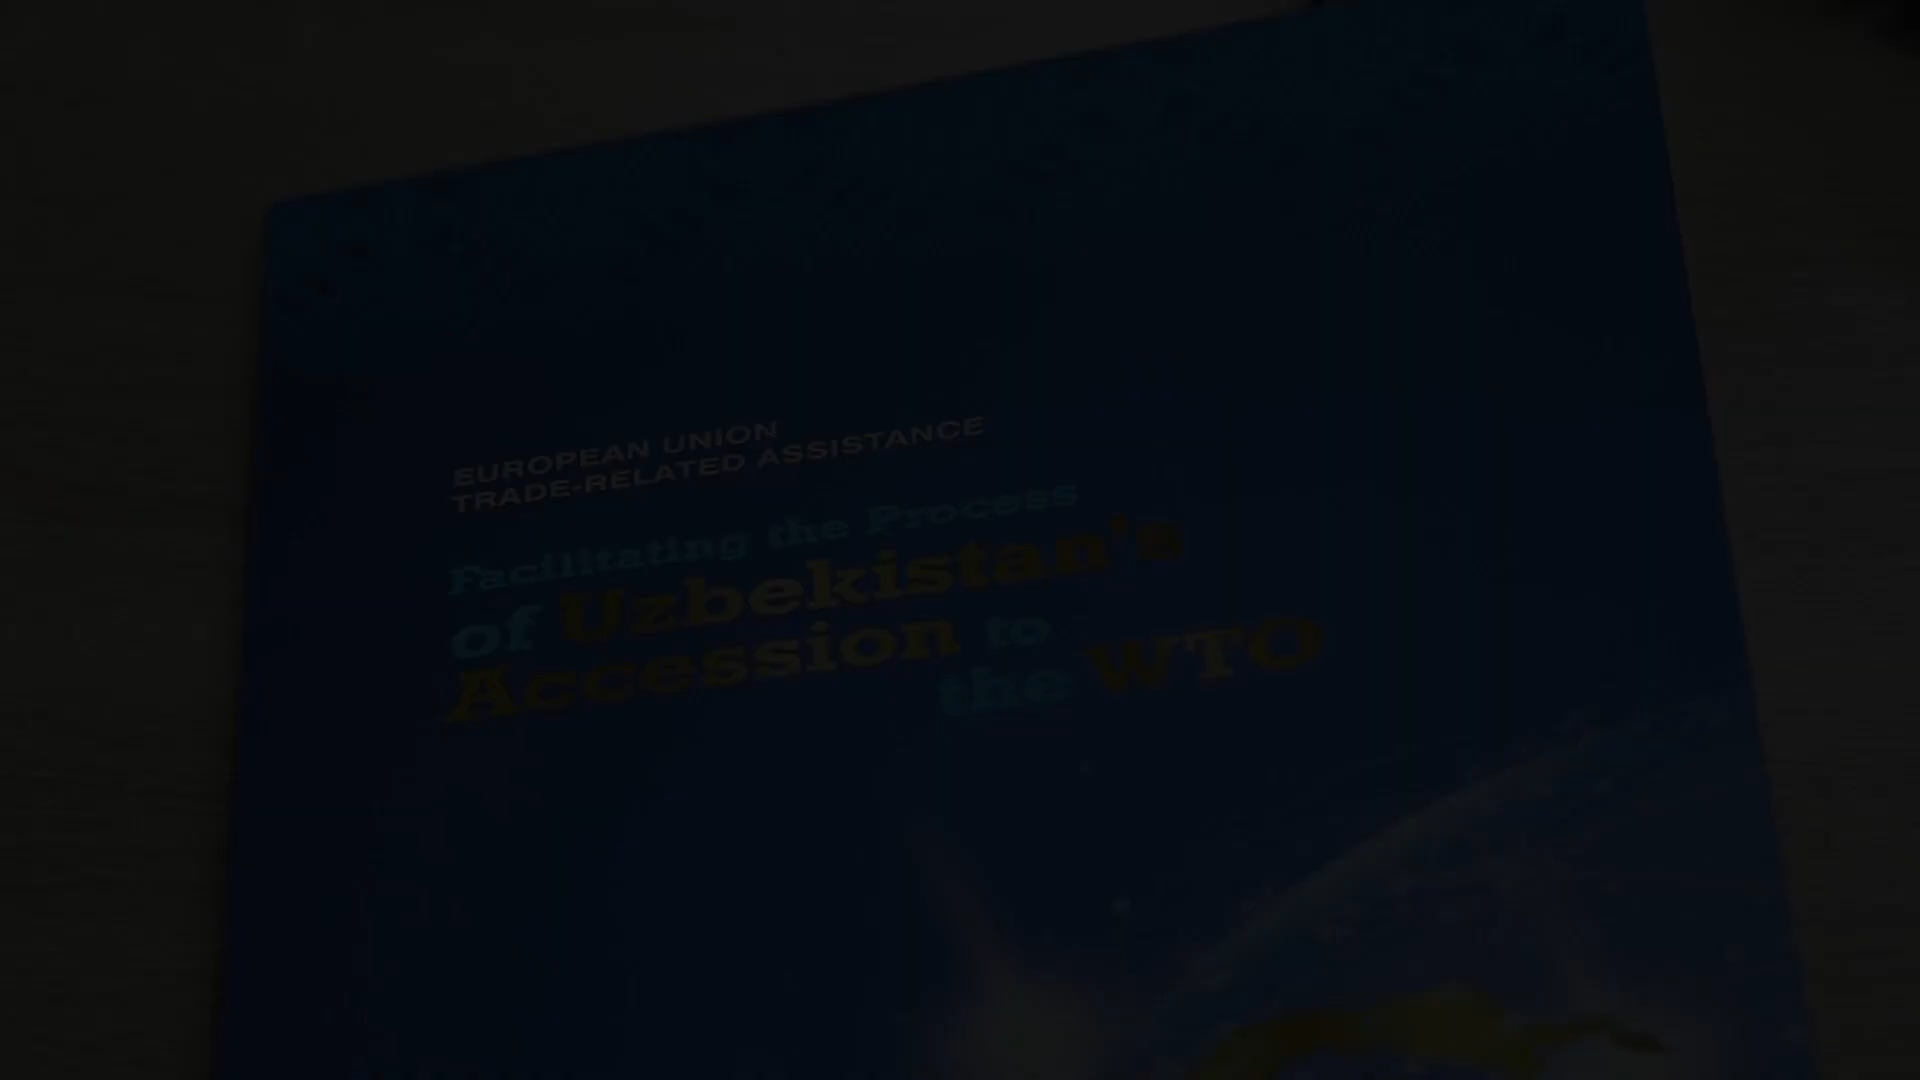 EUROPEAN UNION
TRADE-RELATED ASSISTANCE
Facilitating the Process
of Uzbekistan's
Accession to
the WTO